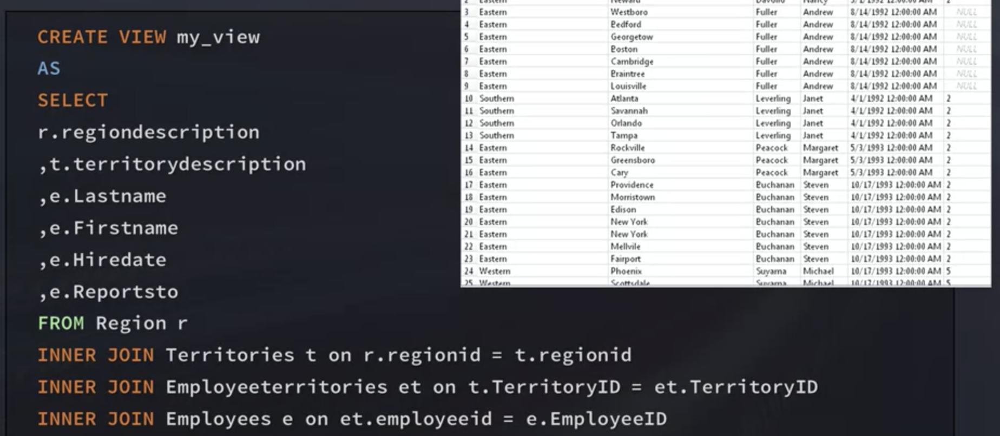 CREATE VIEW my_view
AS
SELECT
r.regiondescription
,t.territorydescription
,e.Lastname
,e.Firstname
,e.Hiredate
,e.Reportsto
FROM Region r
INNER JOIN Territories t on r.regionid = t.regionid
INNER JOIN Employeeterritories et on t.TerritoryID = et.TerritoryID
INNER JOIN Employees e on et.employeeid = e.EmployeeID
2 Eastern Neward Davolio Nancy 12:00:00 AM 2
3 Eastern Westboro Fuller Andrew 8/14/1992 12:00:00 AM NULL
4 Eastern Bedford Fuller Andrew 8/14/1992 12:00:00 AM NULL
5 Eastern Georgetow Fuller Andrew 8/14/1992 12:00:00 AM NULL
6 Eastern Boston Fuller Andrew 8/14/1992 12:00:00 AM NULL
7 Eastern Cambridge Fuller Andrew 8/14/1992 12:00:00 AM NULL
8 Eastern Braintree Fuller Andrew 8/14/1992 12:00:00 AM NULL
9 Eastern Louisville Fuller Andrew 8/14/1992 12:00:00 AM NULL
10 Southern Atlanta Leverling Janet 4/1/1992 12:00:00 AM 2
11 Southern Savannah Leverling Janet 4/1/1992 12:00:00 AM 2
12 Southern Orlando Leverling Janet 4/1/1992 12:00:00 AM 2
13 Southern Tampa Leverling Janet 4/1/1992 12:00:00 AM 2
14 Eastern Rockville Peacock Margaret 5/3/1993 12:00:00 AM 2
15 Eastern Greensboro Peacock Margaret 5/3/1993 12:00:00 AM 2
16 Eastern Cary Peacock Margaret 5/3/1993 12:00:00 AM 2
17 Eastern Providence Buchanan Steven 10/17/1993 12:00:00 AM 2
18 Eastern Morristown Buchanan Steven 10/17/1993 12:00:00 AM 2
19 Eastern Edison Buchanan Steven 10/17/1993 12:00:00 AM 2
20 Eastern New York Buchanan Steven 10/17/1993 12:00:00 AM 2
21 Eastern New York Buchanan Steven 10/17/1993 12:00:00 AM 2
22 Eastern Mellvile Buchanan Steven 10/17/1993 12:00:00 AM 2
23 Eastern Fairport Buchanan Steven 10/17/1993 12:00:00 AM 2
24 Western Phoenix Suyama Michael 10/17/1993 12:00:00 AM 5
25 Western Scottsdale Suyama Michael 10/17/1993 12:00:00 AM 5